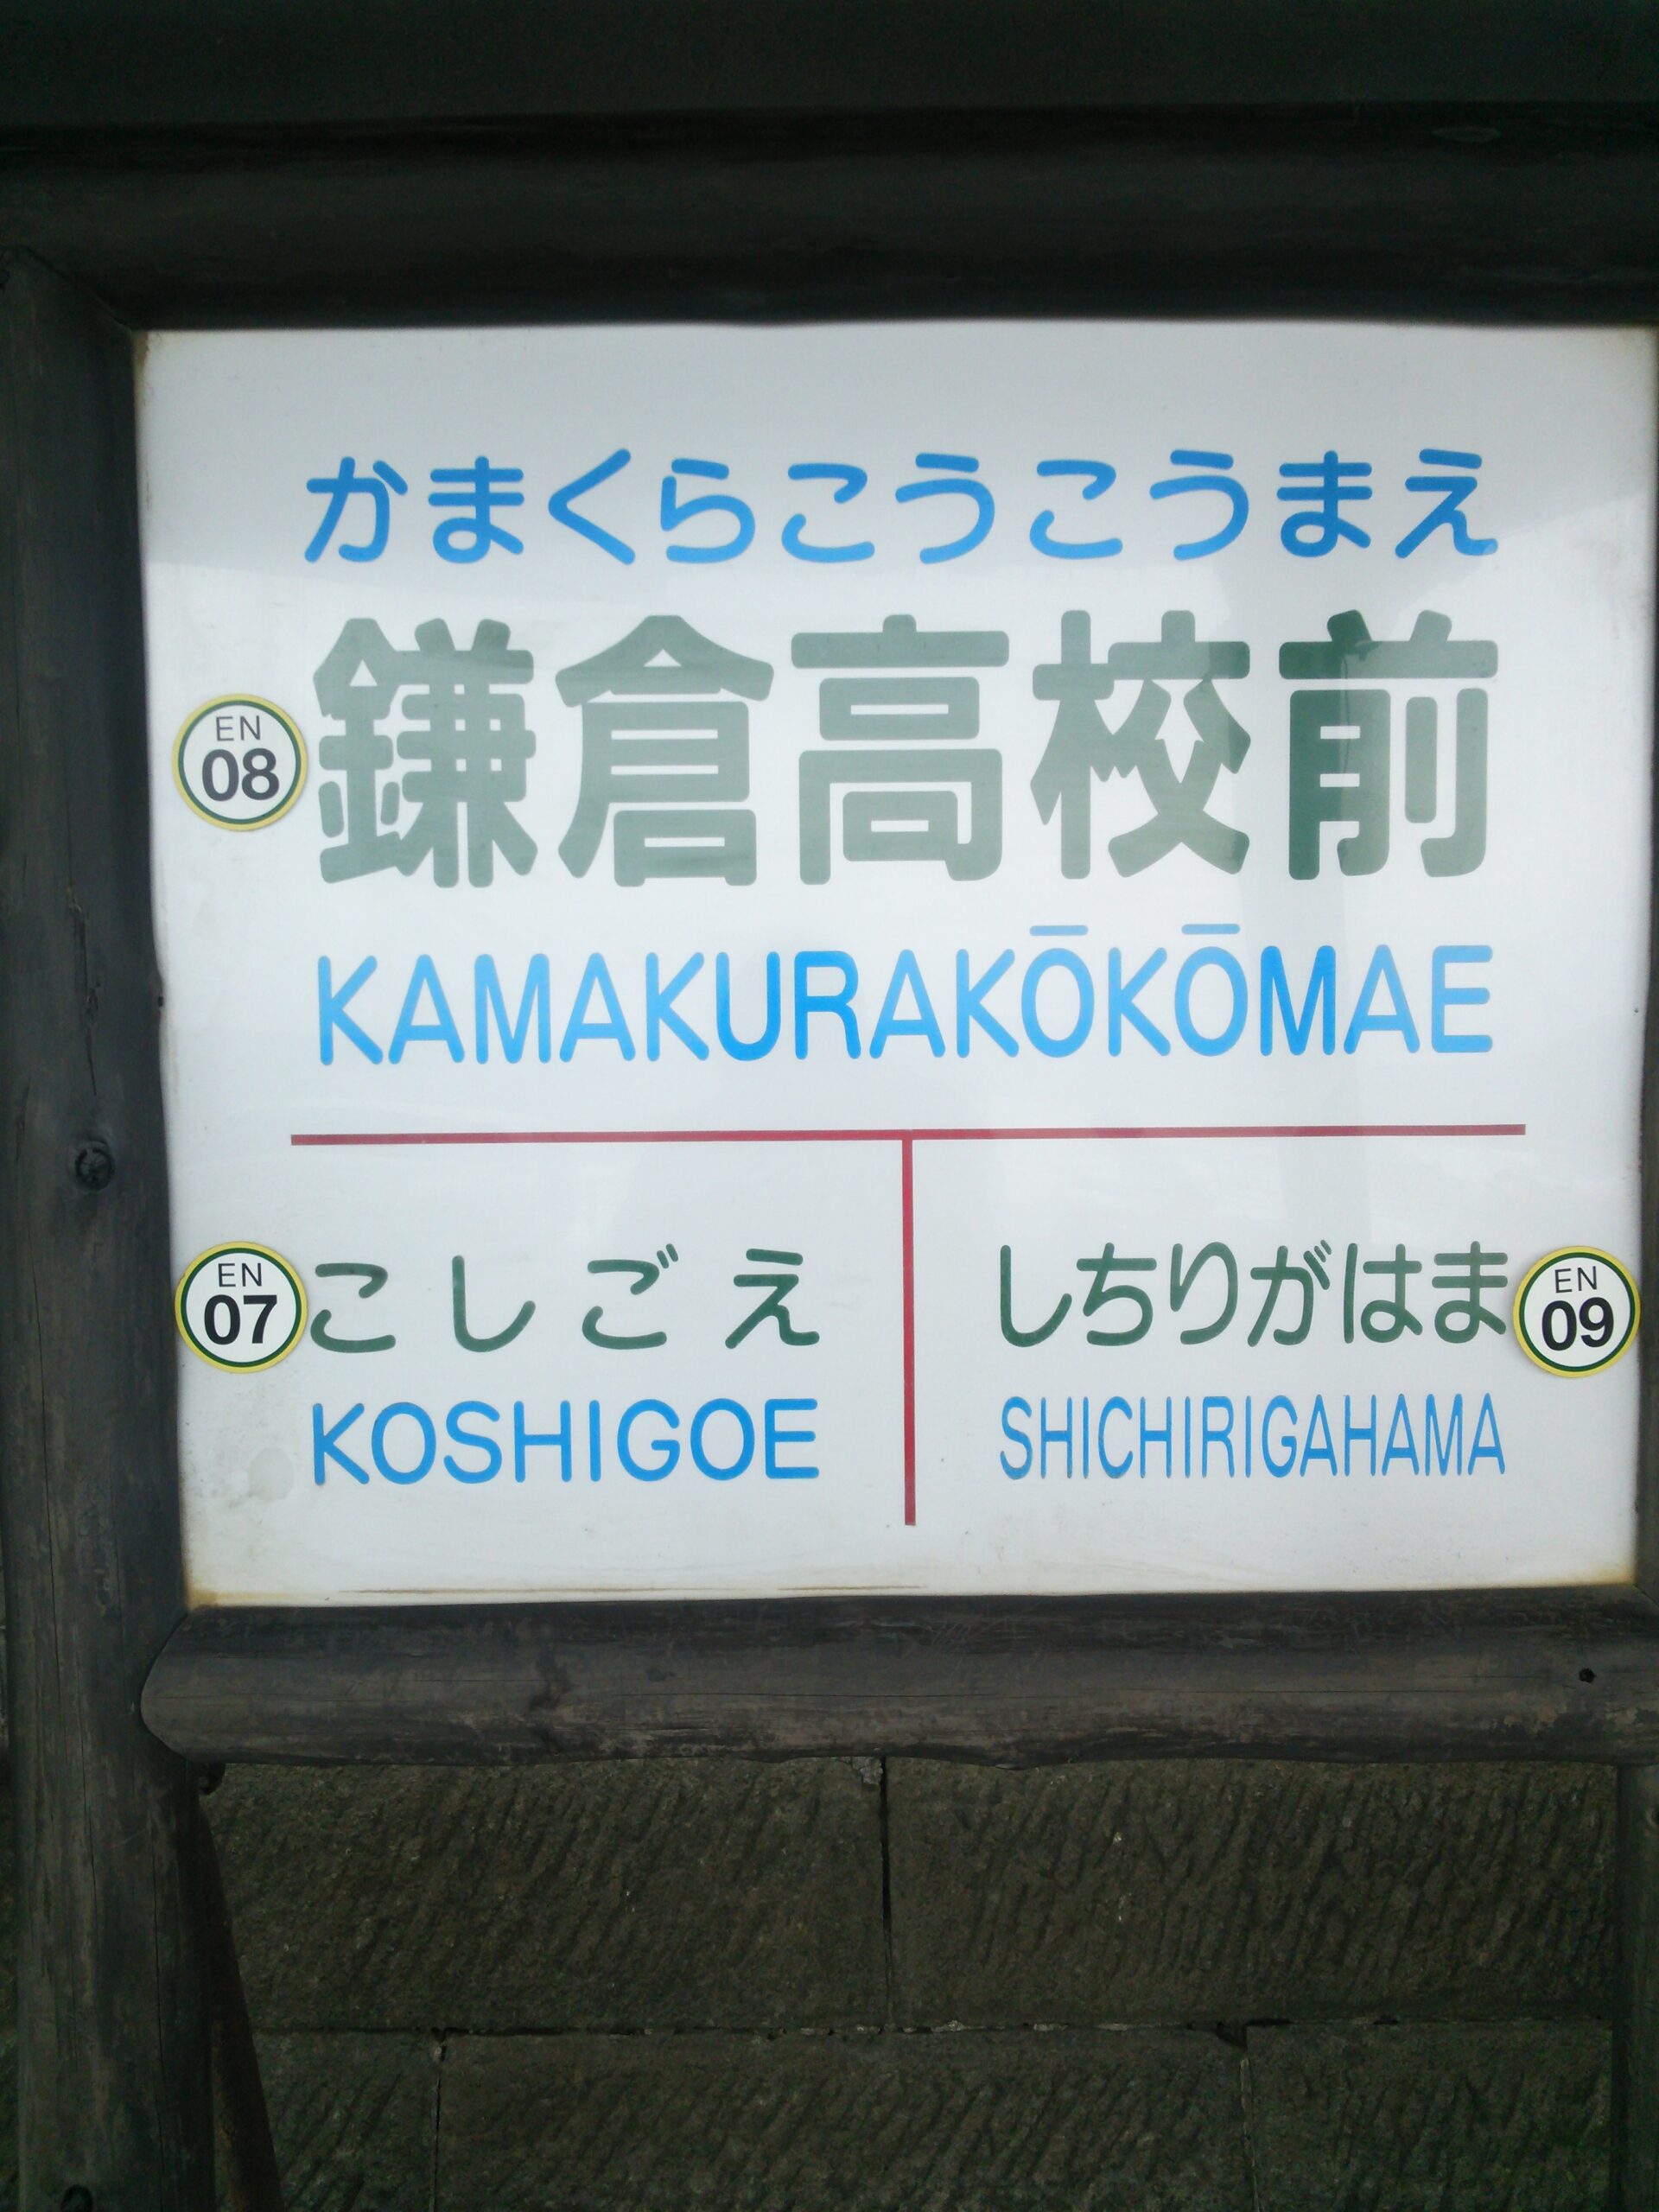 かまくらこうこうまえ
EN
08
鎌倉高校前
KAMAKURAKŌKŌMAE
EN
07
こしごえ
KOSHIGOE
しちりがはま
EN
09
SHICHIRIGAHAMA